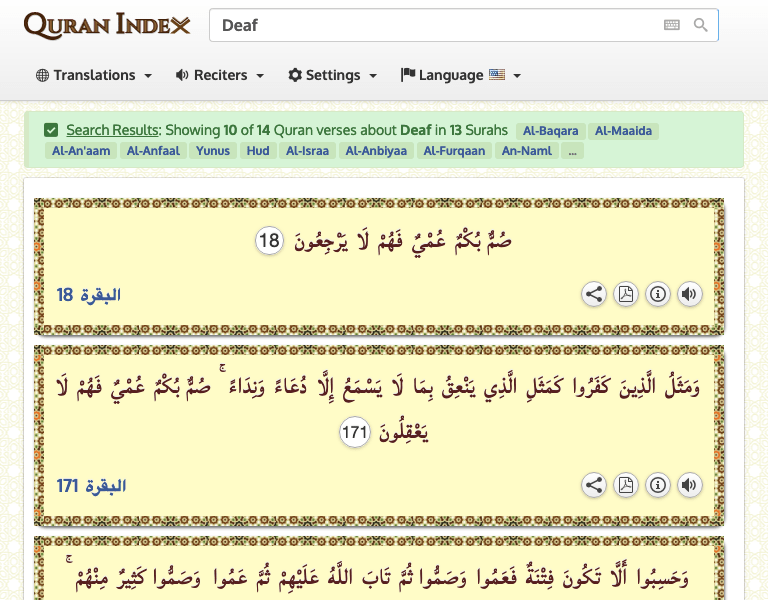 QURAN INDEX
Deaf
Translations Reciters Settings Language
Search Results: Showing 10 of 14 Quran verses about Deaf in 13 Surahs Al-Baqara Al-Maaida
Al-An'aam Al-Anfaal Yunus Hud Al-Israa Al-Anbiyaa Al-Furqaan An-Naml ...
صُمٌّ بُكْمٌ عُمْيٌ فَهُمْ لَا يَرْجِعُونَ 18
البقرة 18
وَمَثَلُ الَّذِينَ كَفَرُوا كَمَثَلِ الَّذِي يَنْعِقُ بِمَا لَا يَسْمَعُ إِلَّا دُعَاءً وَنِدَاءً ۚ صُمٌّ بُكْمٌ عُمْيٌ فَهُمْ لَا
يَعْقِلُونَ 171
البقرة 171
وَحَسِبُوا أَلَّا تَكُونَ فِتْنَةٌ فَعَمُوا وَصَمُّوا ثُمَّ تَابَ اللَّهُ عَلَيْهِمْ ثُمَّ عَمُوا وَصَمُّوا كَثِيرٌ مِنْهُمْ ۚ